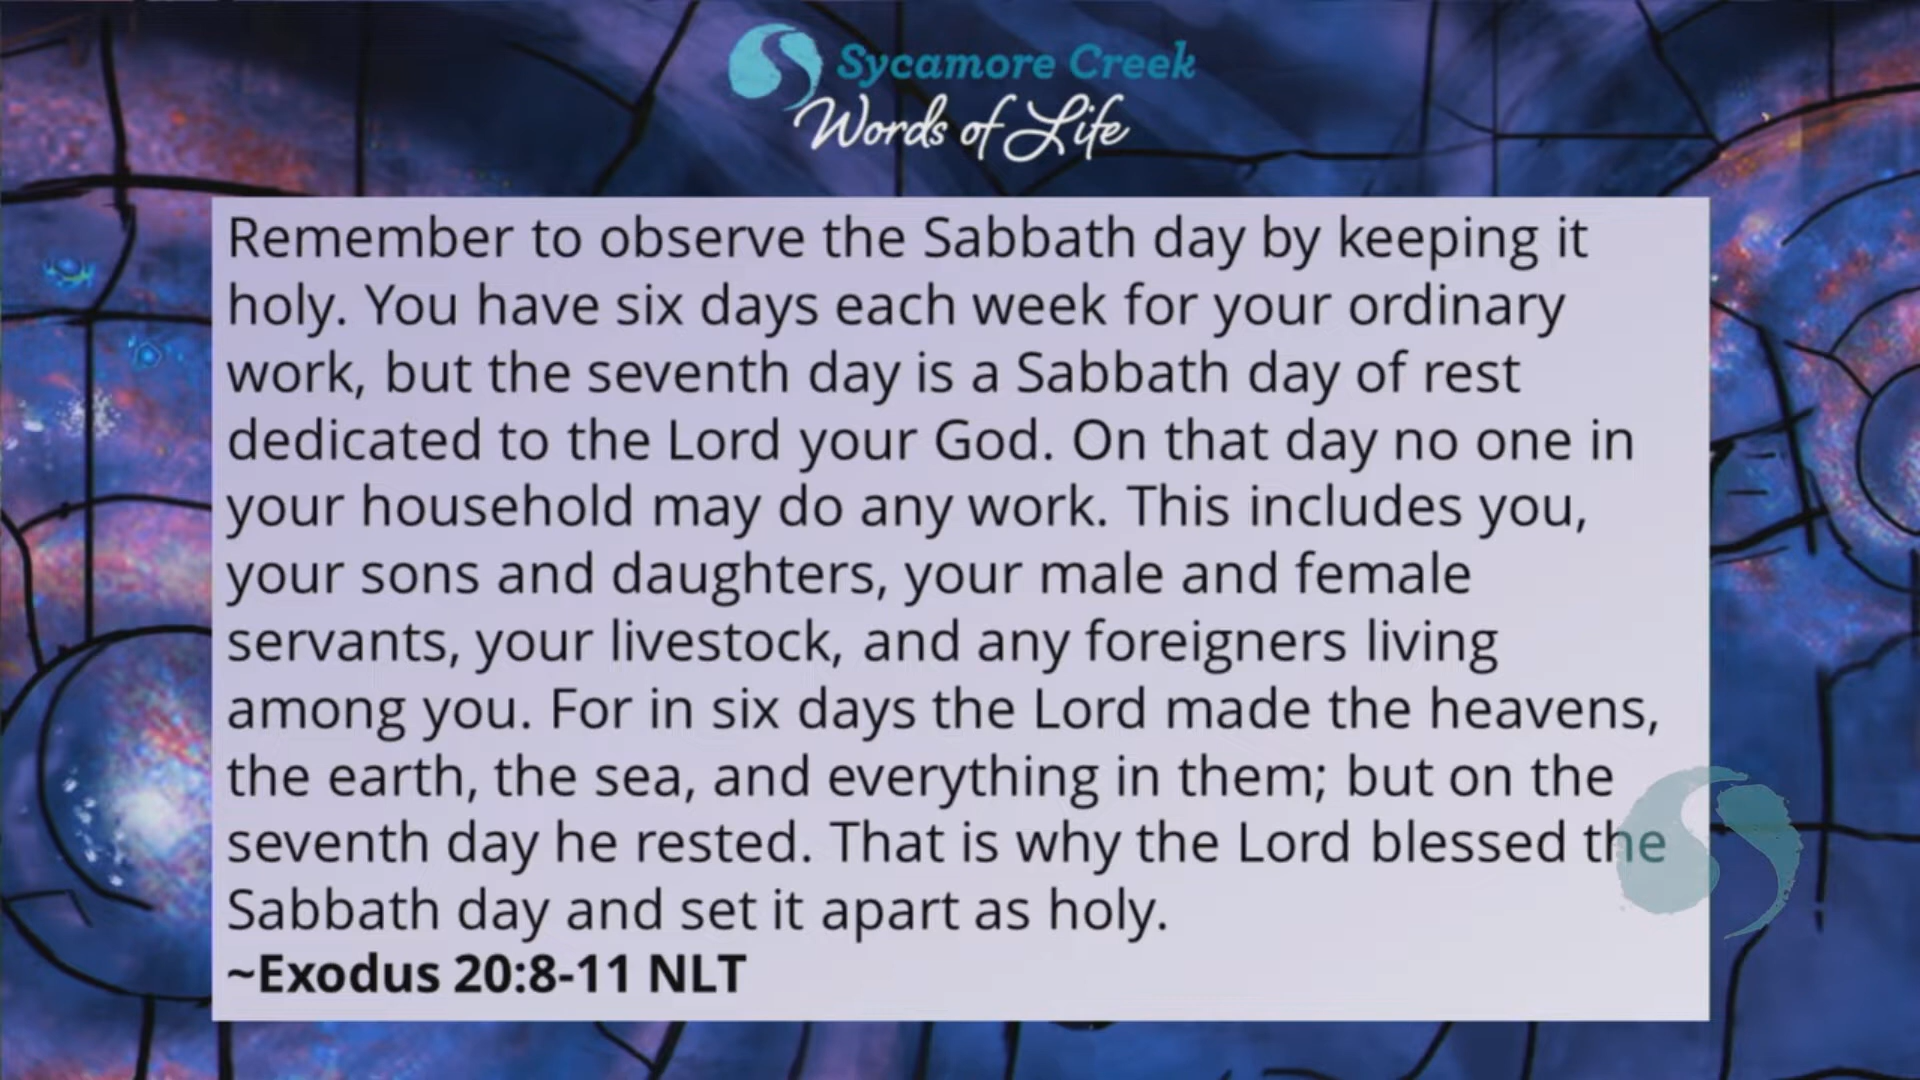 Sycamore Creek
Words of Life
Remember to observe the Sabbath day by keeping it
holy. You have six days each week for your ordinary
work, but the seventh day is a Sabbath day of rest
dedicated to the Lord your God. On that day no one in
your household may do any work. This includes you,
your sons and daughters, your male and female
servants, your livestock, and any foreigners living
among you. For in six days the Lord made the heavens,
the earth, the sea, and everything in them; but on the
seventh day he rested. That is why the Lord blessed the
Sabbath day and set it apart as holy.
~Exodus 20:8-11 NLT